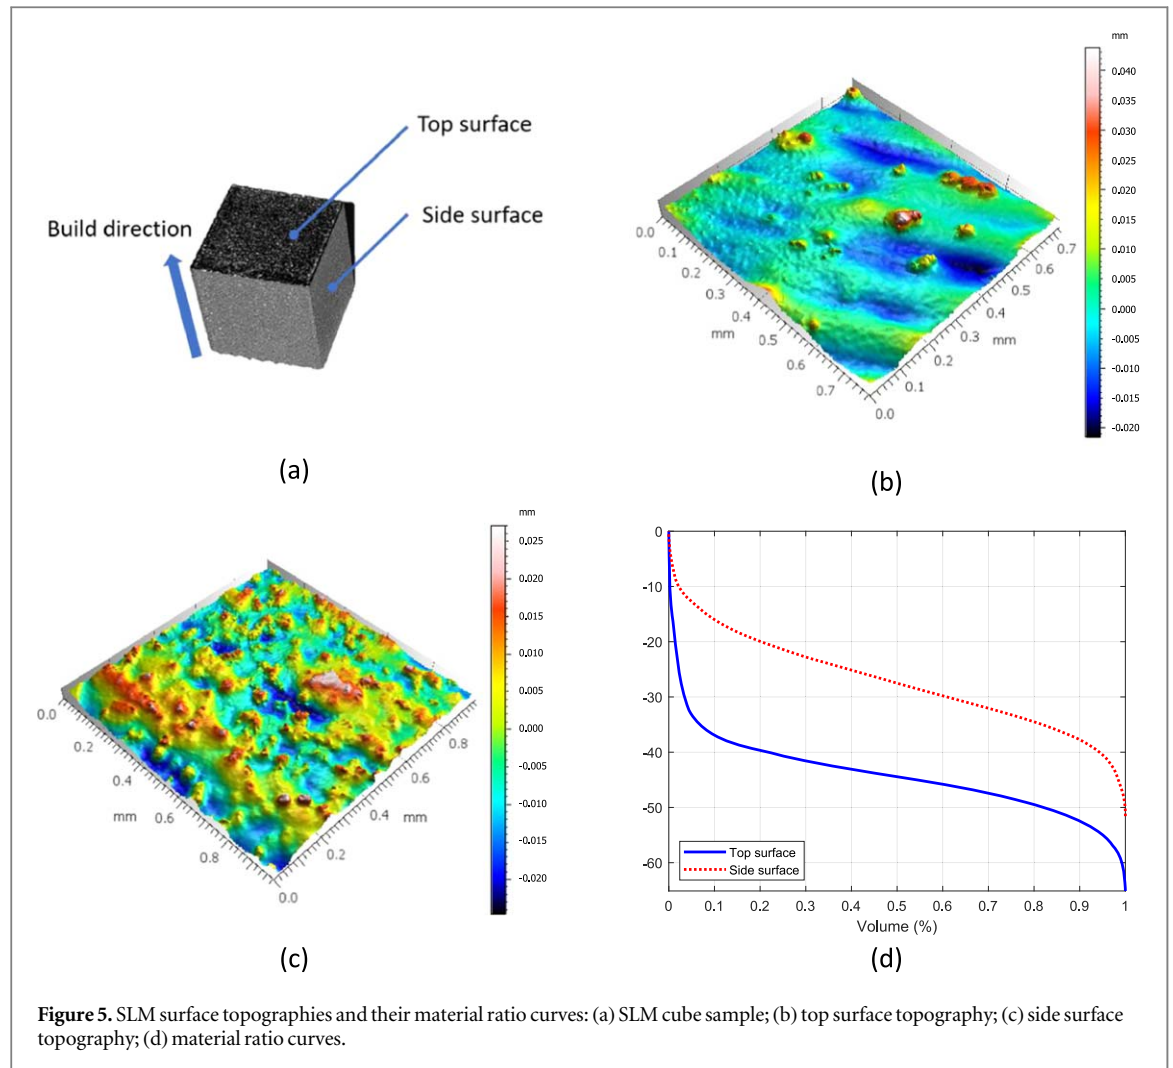 Top surface
Side surface
Build direction
(a)
mm
0.040
0.030
0.020
0.015
0.010
0.005
0.000
-0.005
-0.010
-0.015
-0.020
0.0
0.1
0.2
0.3
0.4
0.5
0.6
0.7
mm
0.0
0.1
0.2
0.3
0.4
0.5
0.6
0.7
mm
(b)
mm
0.025
0.020
0.015
0.010
0.005
0.000
-0.005
-0.010
-0.015
-0.020
0.0
0.2
0.4
0.6
0.8
mm
0.0
0.2
0.4
0.6
0.8
mm
(c)
0
-10
-20
-30
-40
-50
-60
Top surface
Side surface
0 0.1 0.2 0.3 0.4 0.5 0.6 0.7 0.8 0.9 1
Volume (%)
(d)
Figure 5. SLM surface topographies and their material ratio curves: (a) SLM cube sample; (b) top surface topography; (c) side surface
topography; (d) material ratio curves.